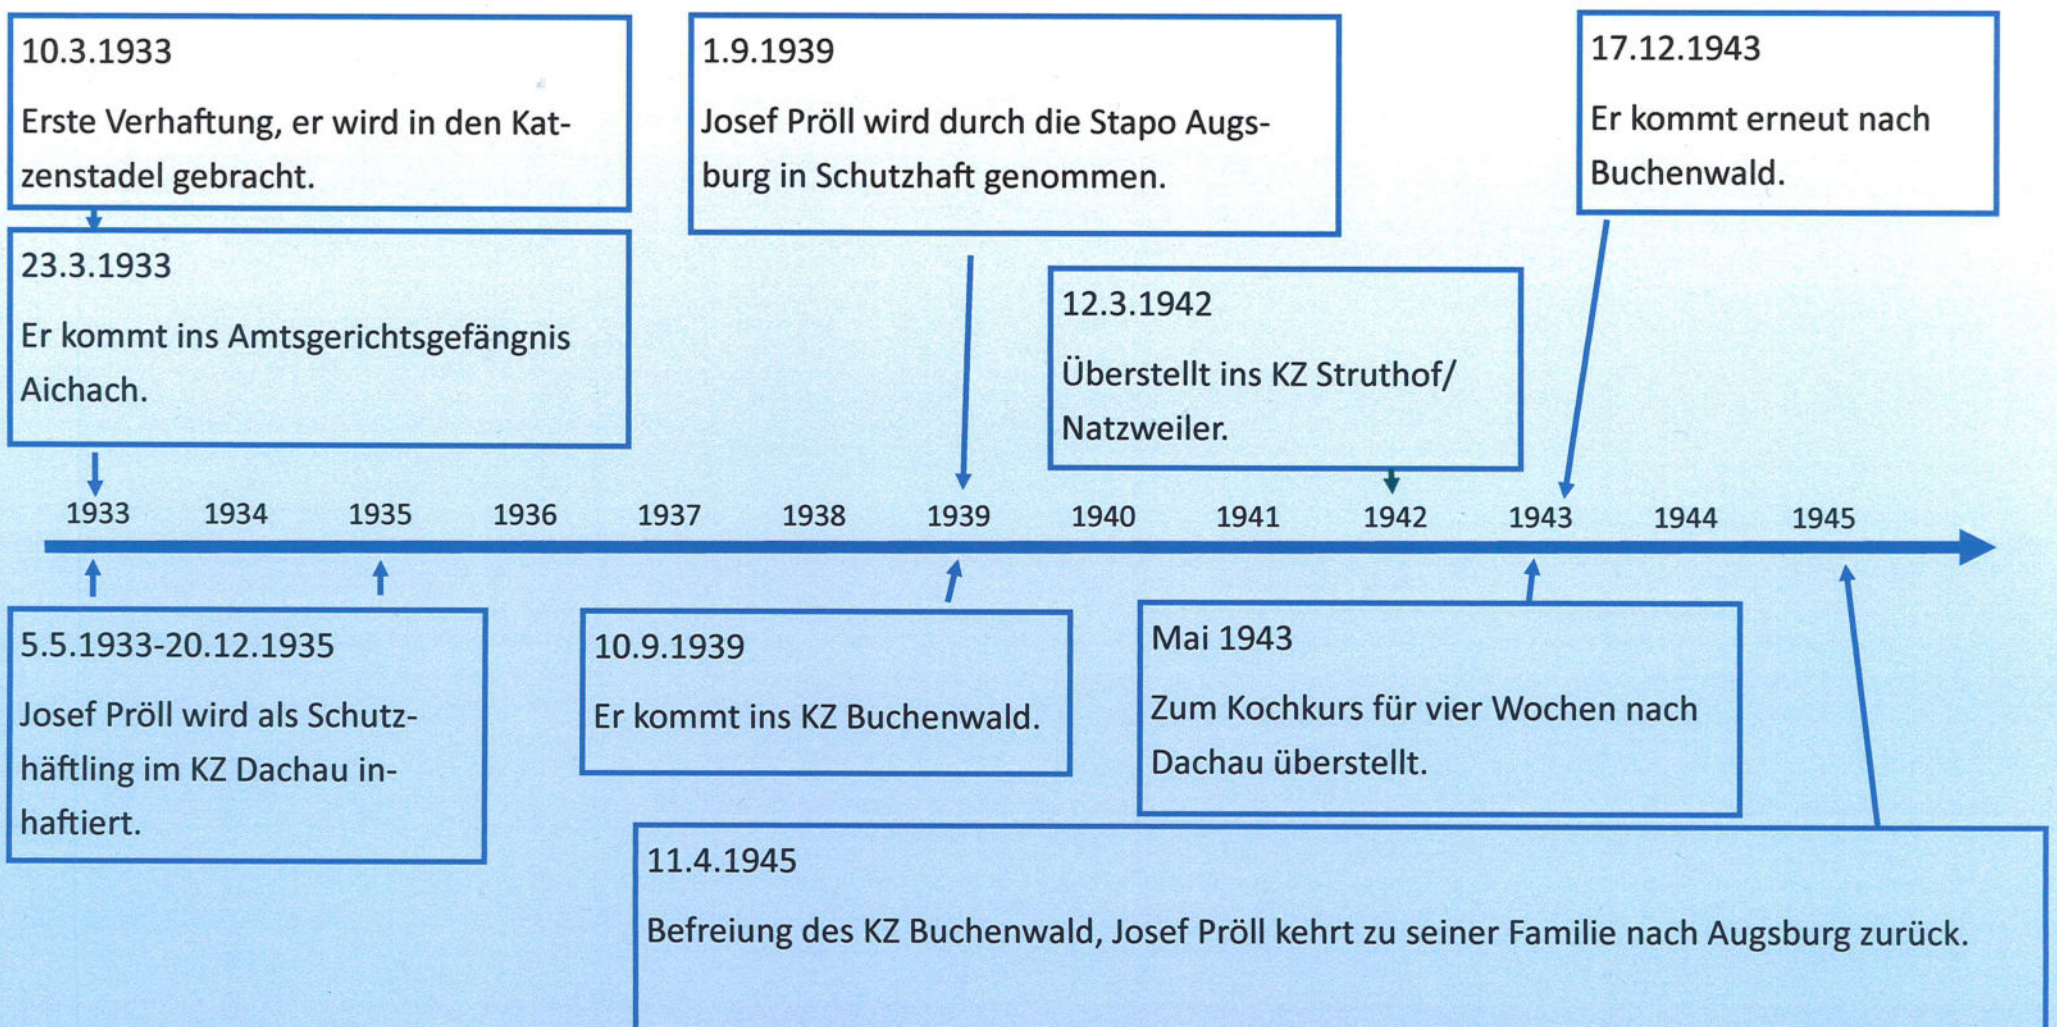 10.3.1933
Erste Verhaftung, er wird in den Kat-
zenstadel gebracht.
23.3.1933
Er kommt ins Amtsgerichtsgefängnis
Aichach.
1.9.1939
Josef Pröll wird durch die Stapo Augs-
burg in Schutzhaft genommen.
12.3.1942
Überstellt ins KZ Struthof/
Natzweiler.
17.12.1943
Er kommt erneut nach
Buchenwald.
1933 1934 1935 1936 1937 1938 1939 1940 1941 1942 1943 1944 1945
5.5.1933-20.12.1935
Josef Pröll wird als Schutz-
häftling im KZ Dachau in-
haftiert.
10.9.1939
Er kommt ins KZ Buchenwald.
Mai 1943
Zum Kochkurs für vier Wochen nach
Dachau überstellt.
11.4.1945
Befreiung des KZ Buchenwald, Josef Pröll kehrt zu seiner Familie nach Augsburg zurück.